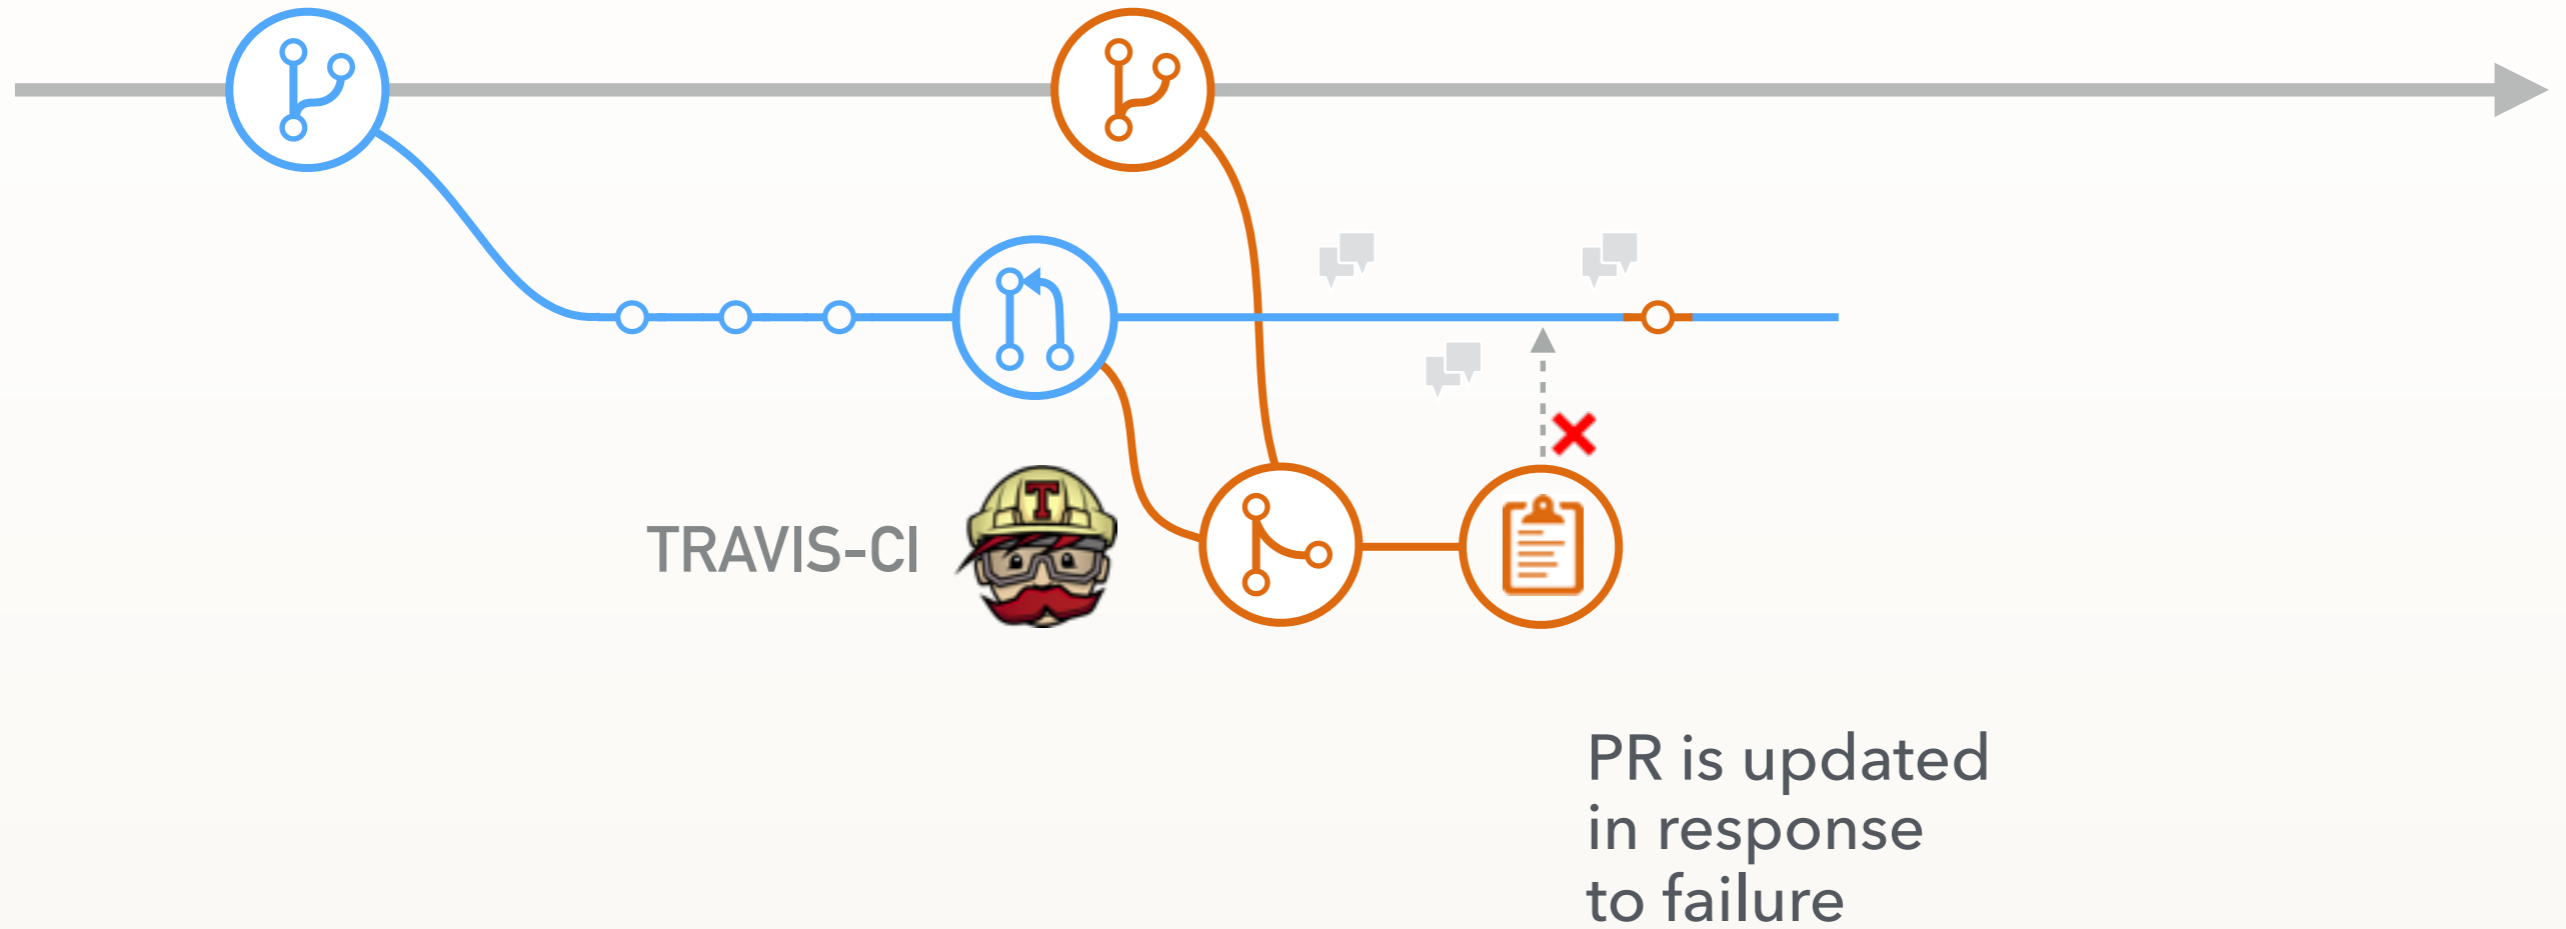 TRAVIS-CI
T
PR is updated
in response
to failure